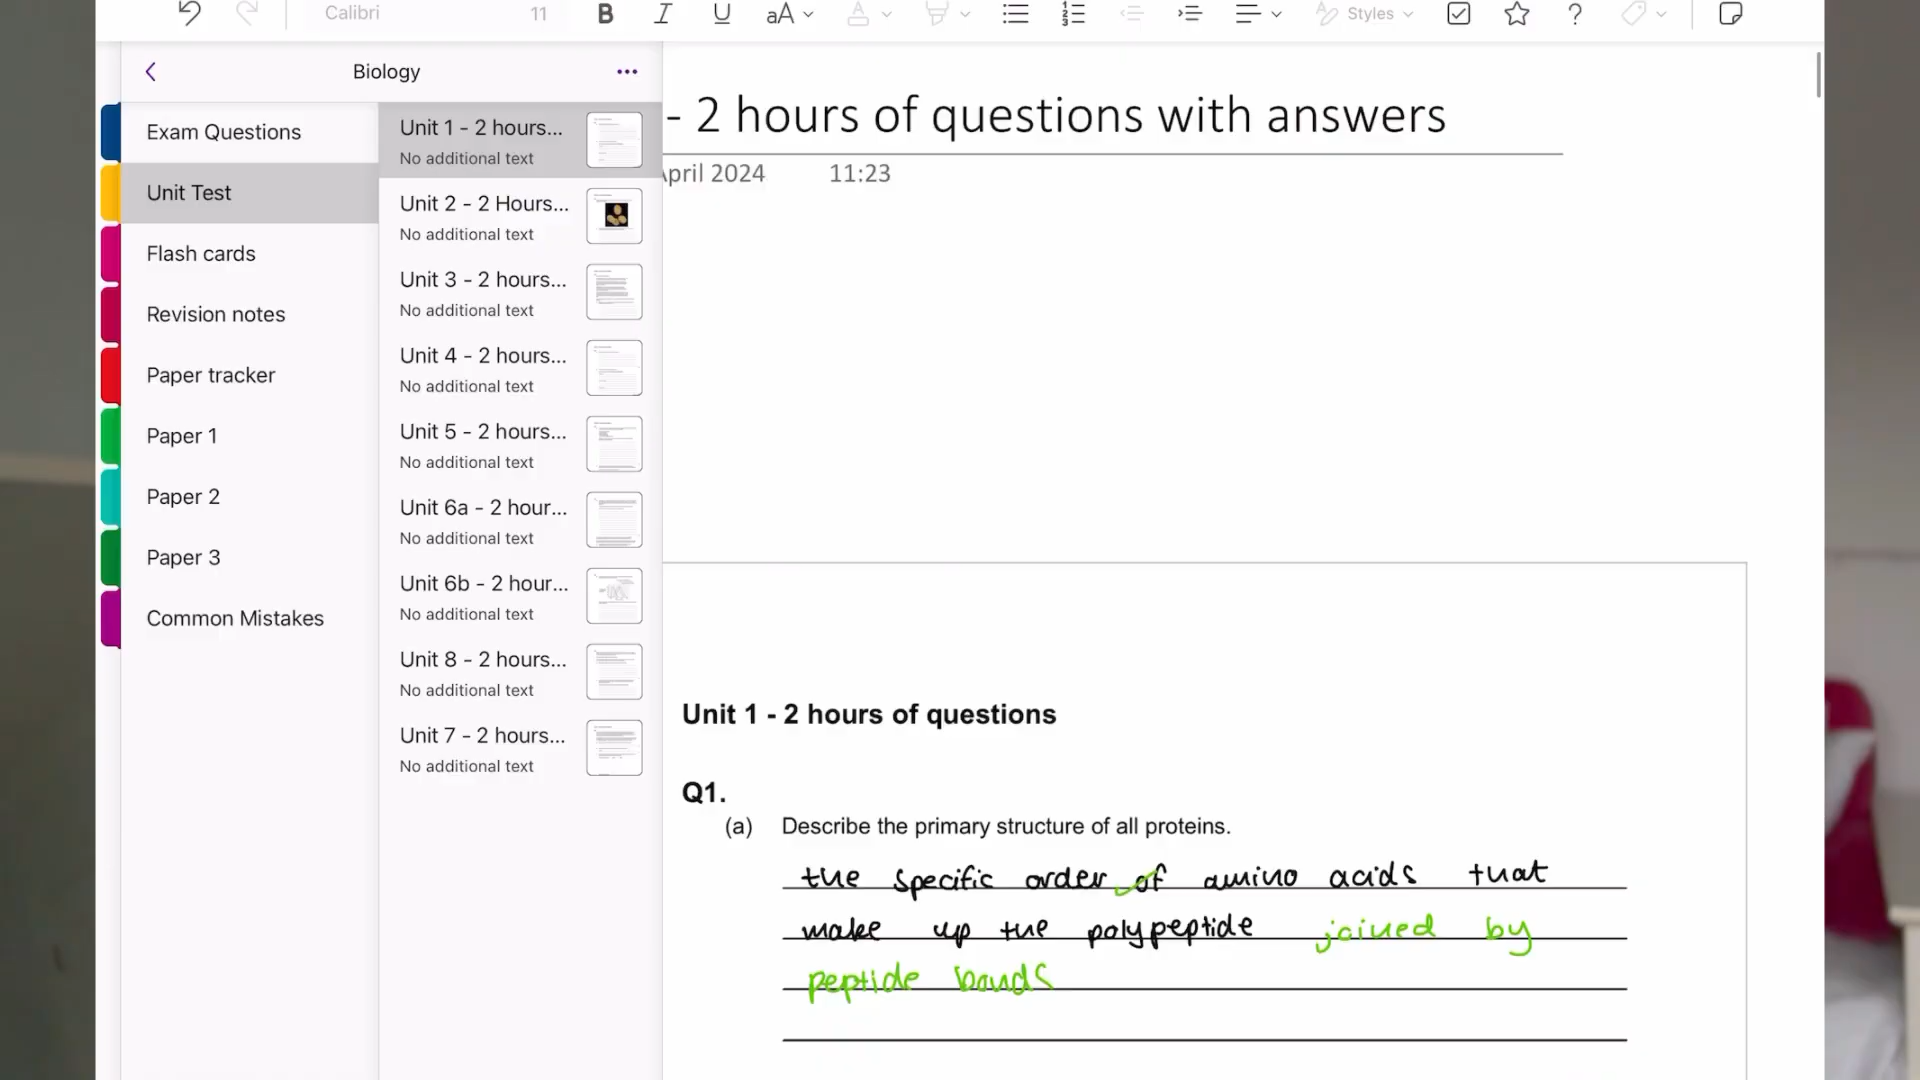 Calibri 11 B I U aA Styles ?
Biology
Exam Questions
Unit Test
Flash cards
Revision notes
Paper tracker
Paper 1
Paper 2
Paper 3
Common Mistakes
Unit 1 - 2 hours...
No additional text
Unit 2 - 2 Hours...
No additional text
Unit 3 - 2 hours...
No additional text
Unit 4 - 2 hours...
No additional text
Unit 5 - 2 hours...
No additional text
Unit 6a - 2 hour...
No additional text
Unit 6b - 2 hour...
No additional text
Unit 8 - 2 hours...
No additional text
Unit 7 - 2 hours...
No additional text
- 2 hours of questions with answers
April 2024 11:23
Unit 1 - 2 hours of questions
Q1.
(a) Describe the primary structure of all proteins.
the specific order of amino acids that
make up the polypeptide joined by
peptide bonds